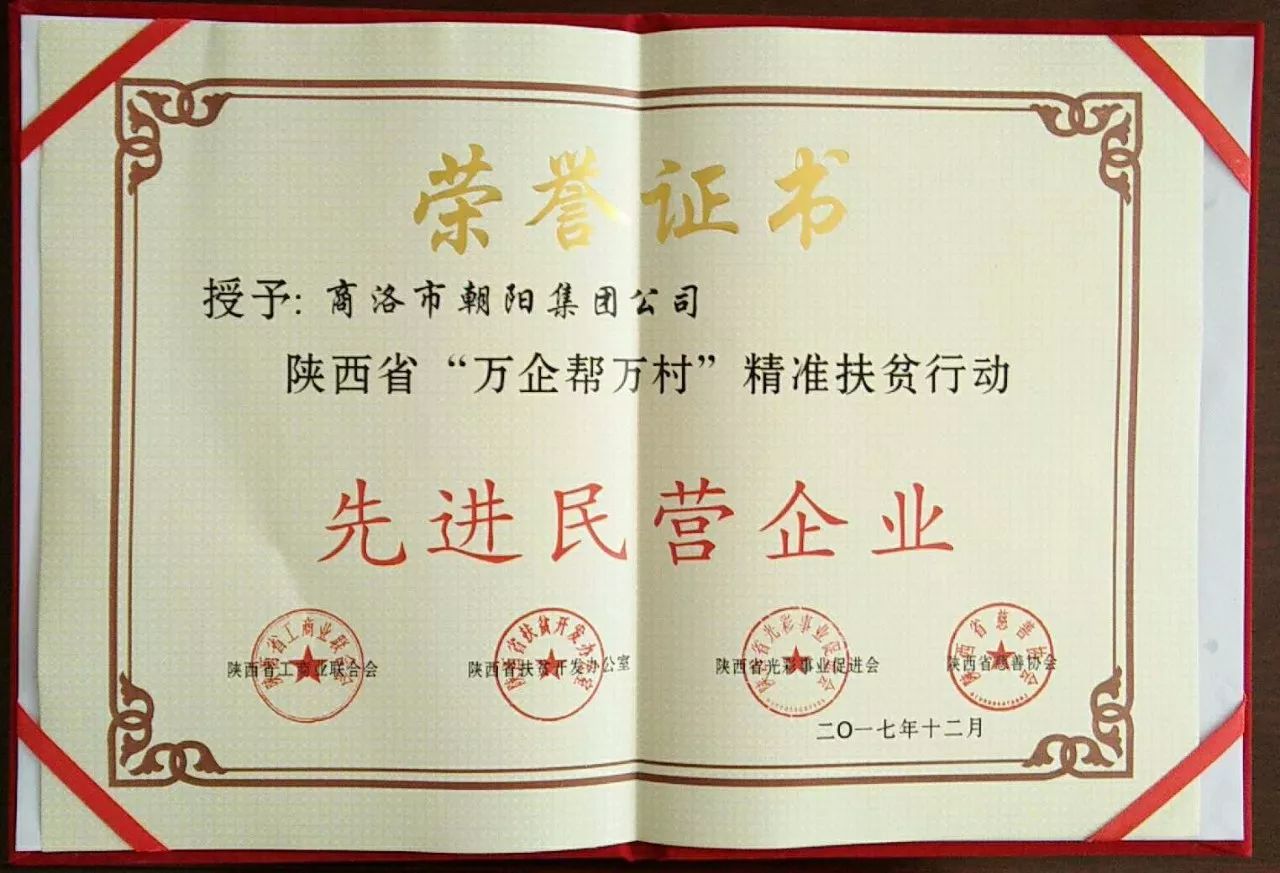 荣誉证书
授予: 商洛市朝阳集团公司
陕西省“万企帮万村”精准扶贫行动
先进民营企业
陕西省工商业联合会 陕西省扶贫开发办公室 陕西省光彩事业促进会 陕西省慈善协会
二〇一七年十二月